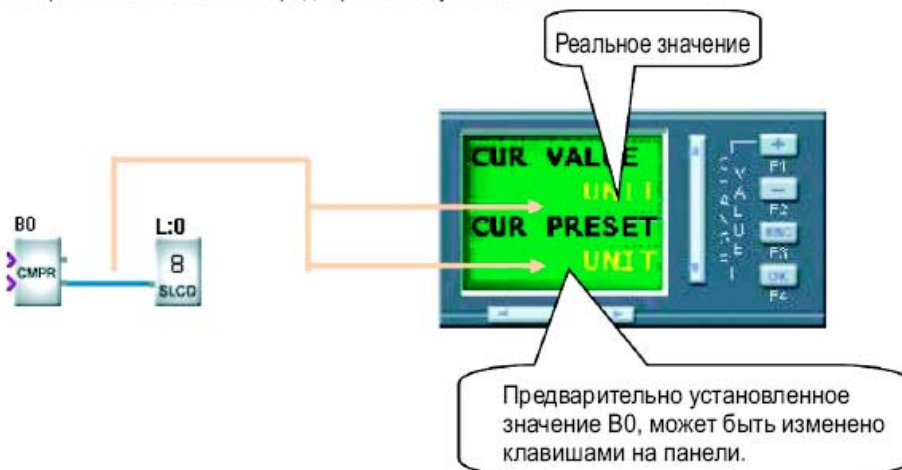 Реальное значение
CUR VALUE
UNIT
CUR PRESET
UNIT
B0
CMPR
L:0
8
SLCD
+
F1
−
F2
F3
OK
F4
Предварительно установленное
значение B0, может быть изменено
клавишами на панели.